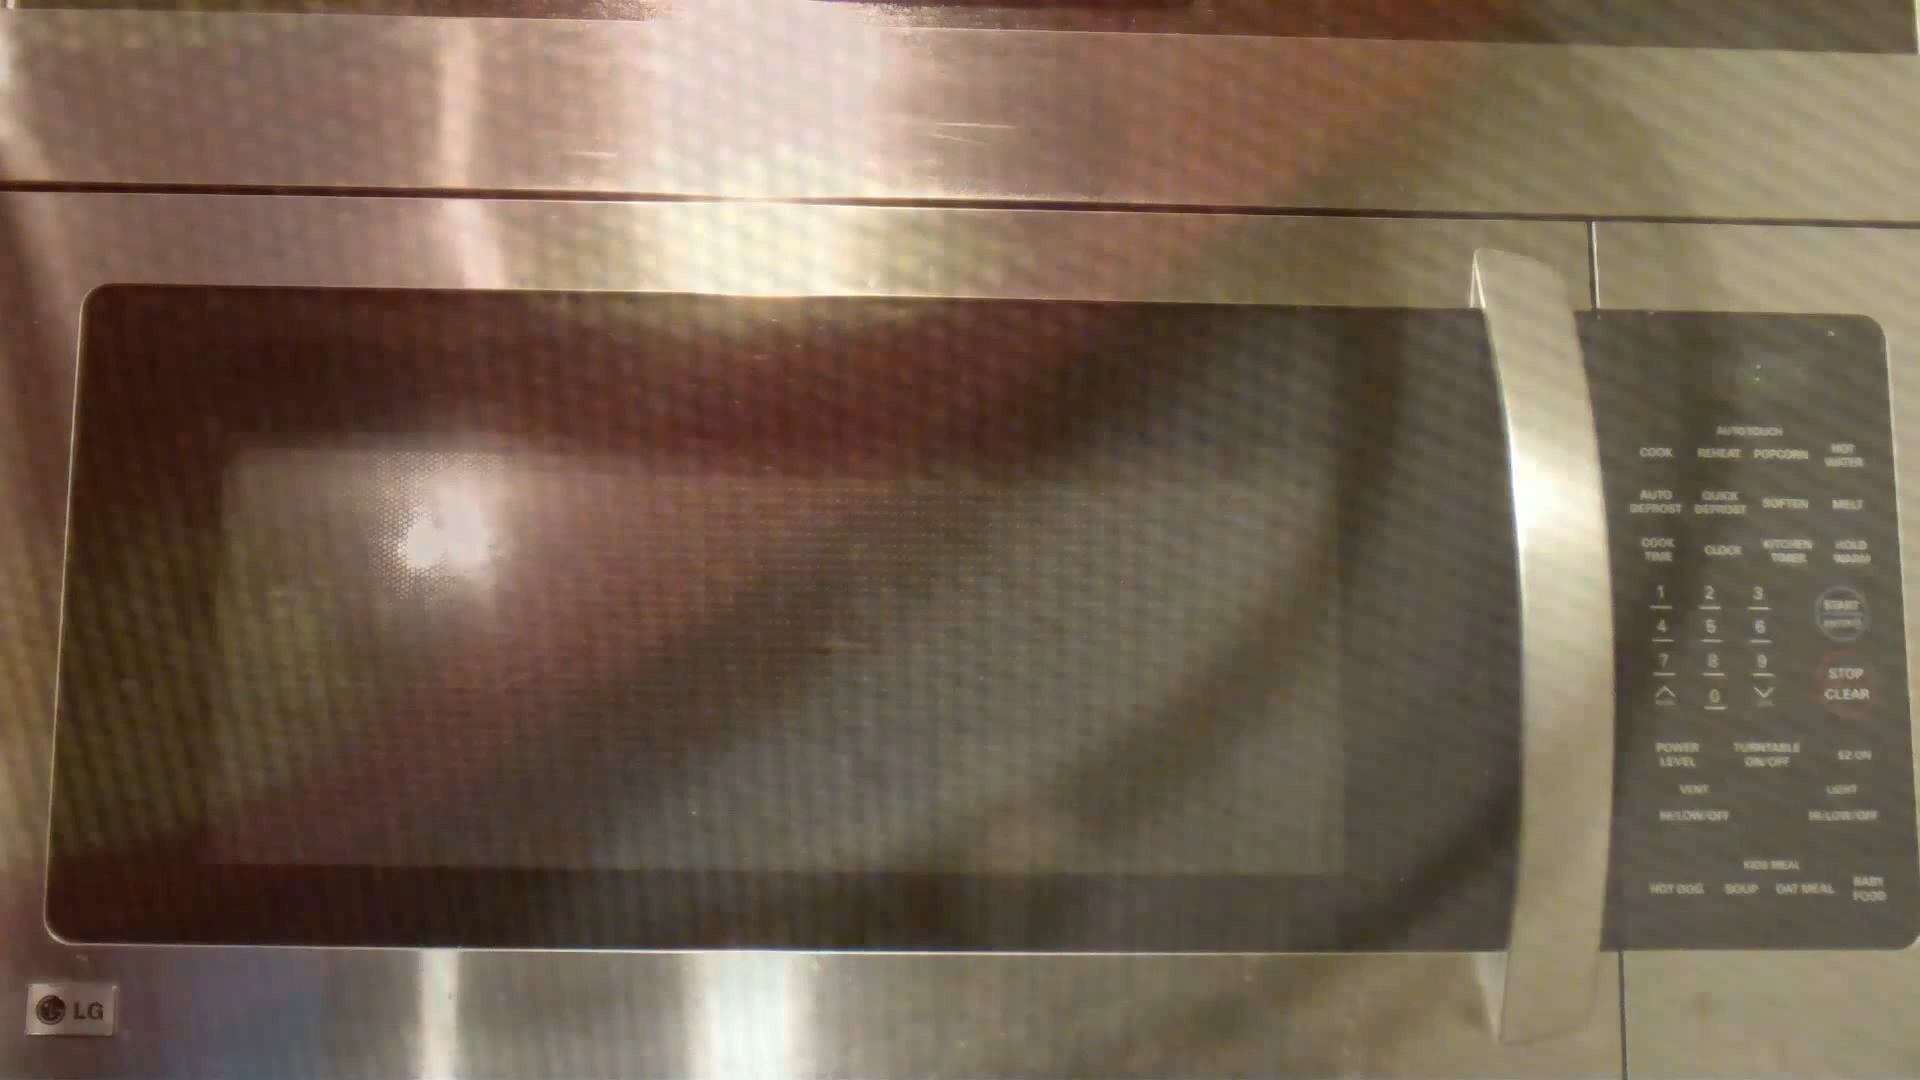 AUTO TOUCH
COOK REHEAT POPCORN HOT WATER
AUTO DEFROST QUICK DEFROST SOFTEN MELT
COOK TIME CLOCK KITCHEN TIMER HOLD WARM
1 2 3 START
4 5 6
7 8 9 STOP
0 CLEAR
POWER LEVEL TURNTABLE ON/OFF EZ ON
VENT LIGHT
HI/LOW/OFF HI/LOW/OFF
KIDS MEAL
HOT DOG SOUP OAT MEAL BABY FOOD
LG